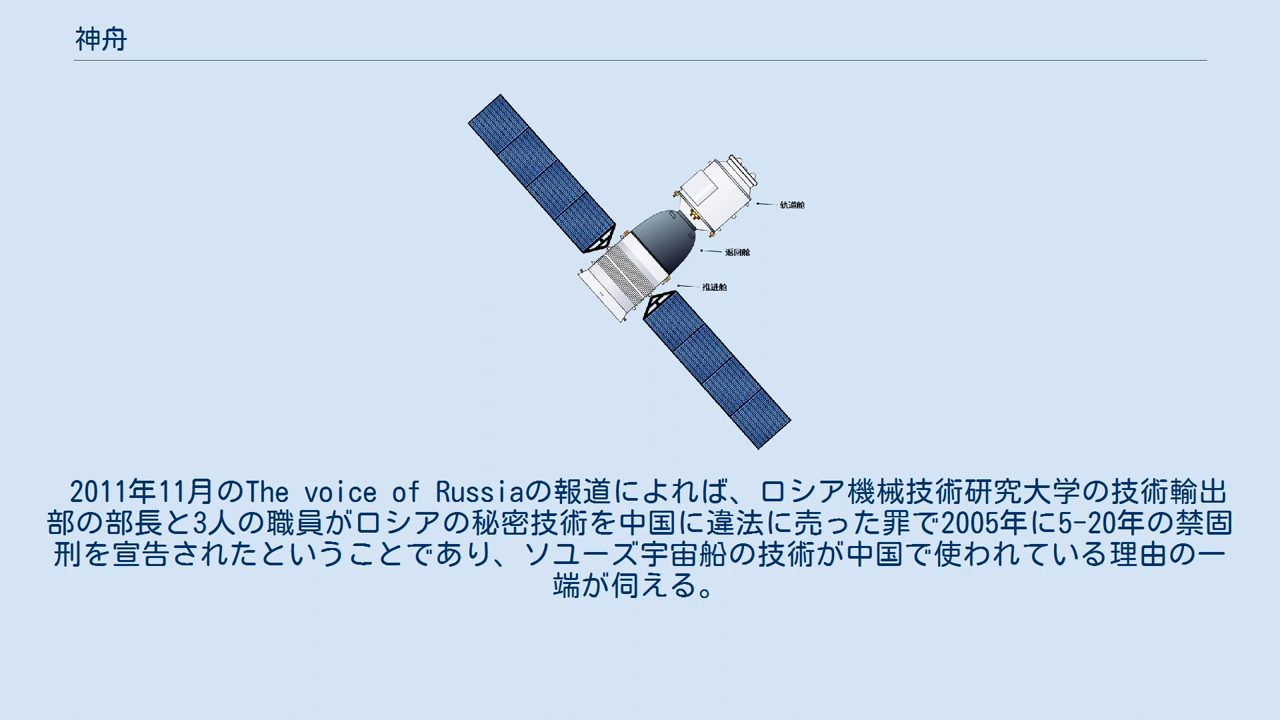 神舟
轨道舱
返回舱
推进舱
2011年11月のThe voice of Russiaの報道によれば、ロシア機械技術研究大学の技術輸出
部の部長と3人の職員がロシアの秘密技術を中国に違法に売った罪で2005年に5-20年の禁固
刑を宣告されたということであり、ソユーズ宇宙船の技術が中国で使われている理由の一
端が伺える。